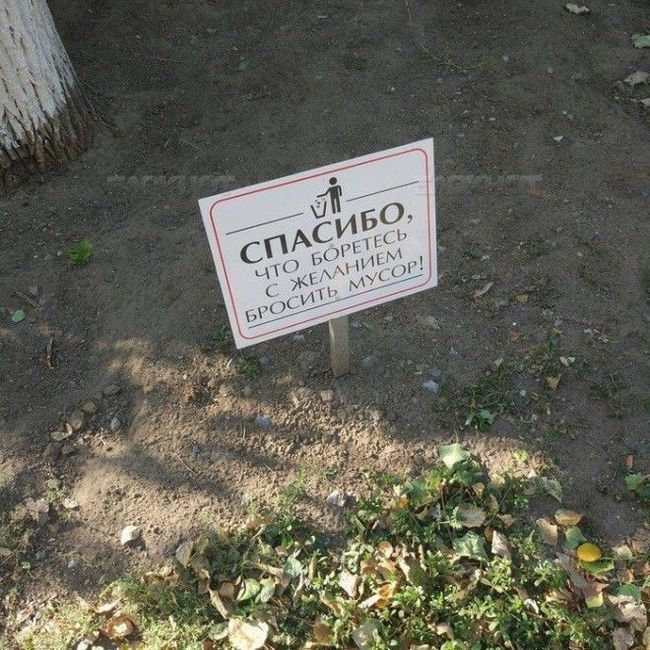 СПАСИБО,
ЧТО БОРЕТЕСЬ
С ЖЕЛАНИЕМ
БРОСИТЬ МУСОР!